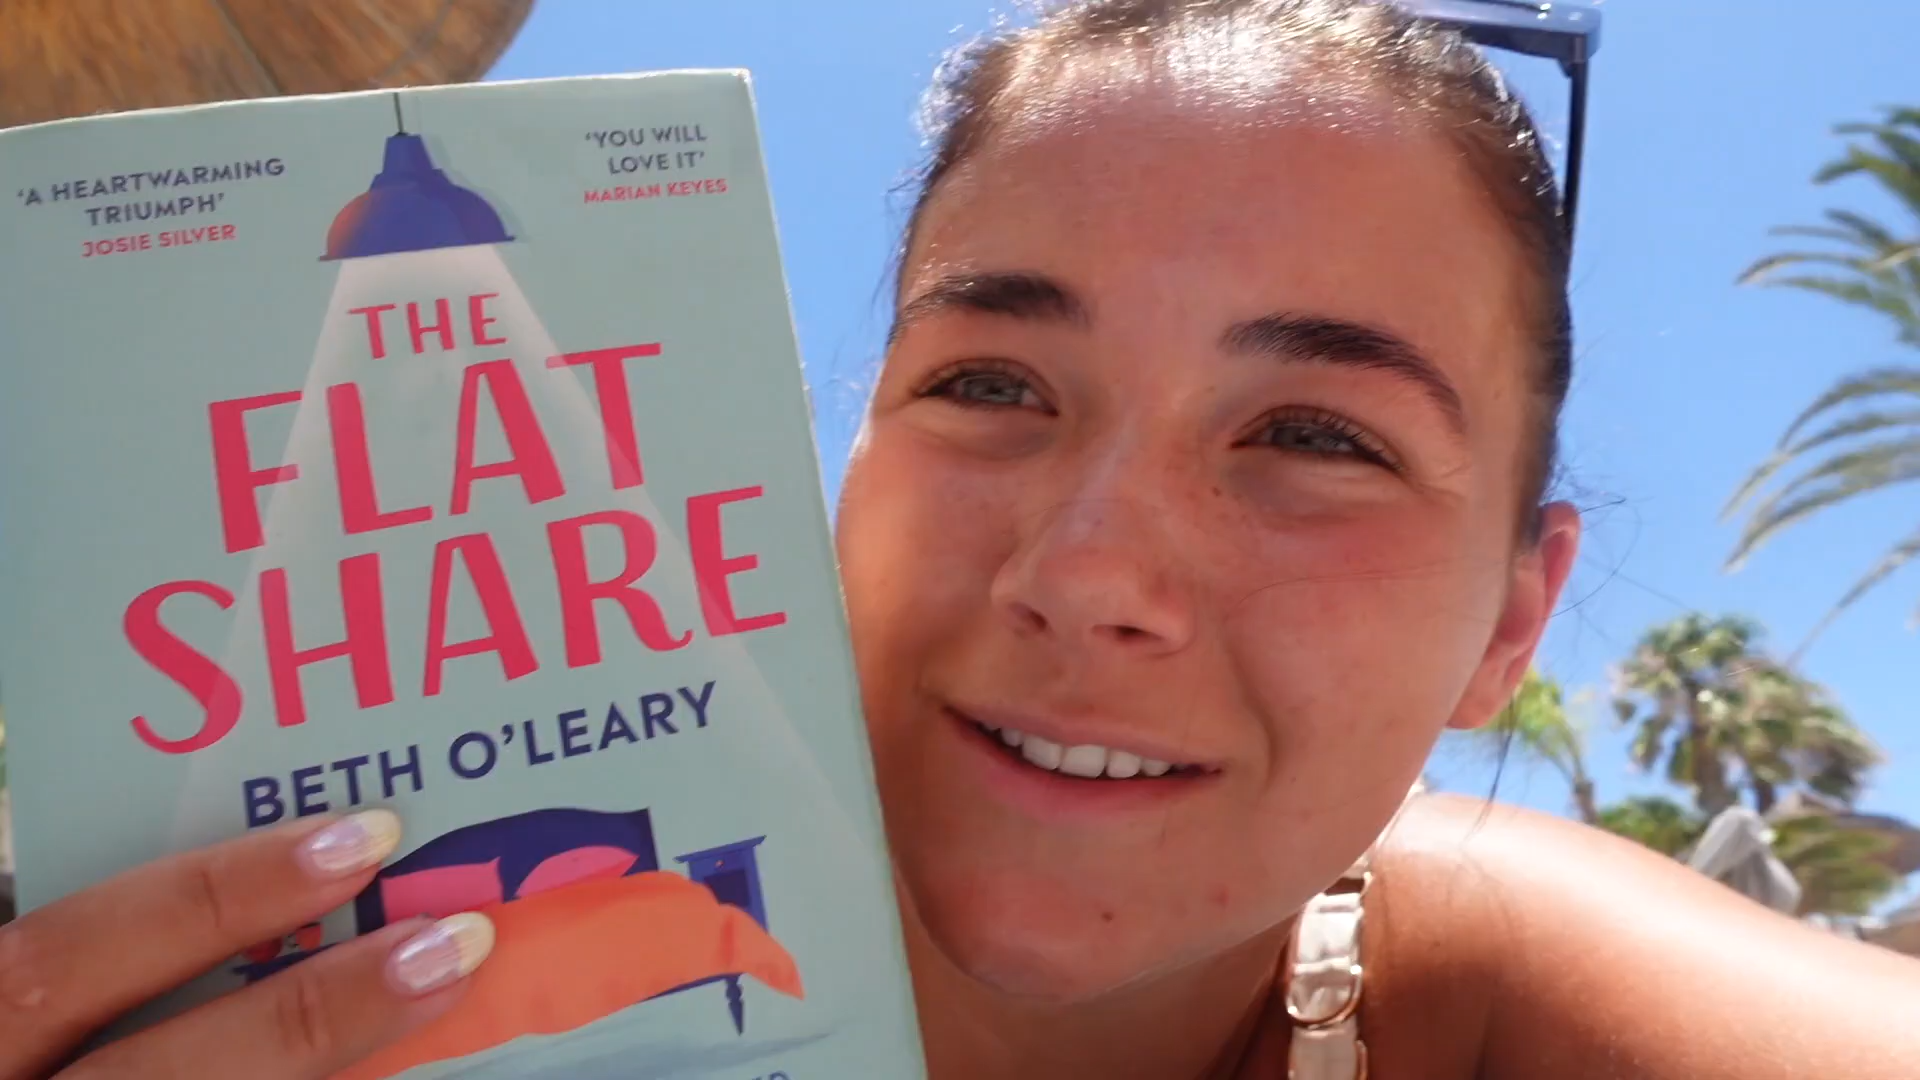 'A HEARTWARMING
TRIUMPH'
JOSIE SILVER
'YOU WILL
LOVE IT'
MARIAN KEYES
THE
FLAT
SHARE
BETH O'LEARY